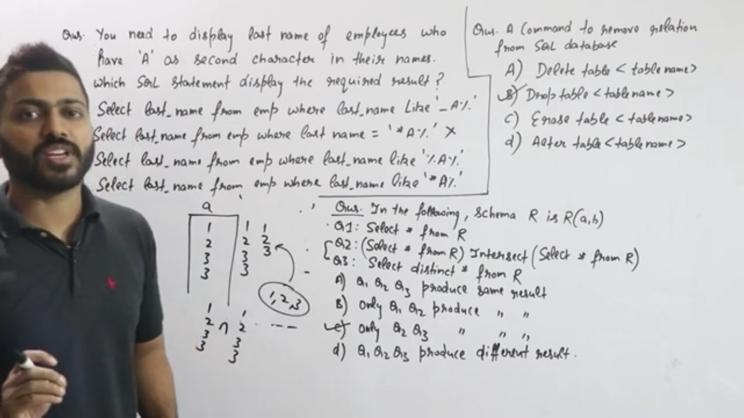 Ques: You need to display last name of employees who
have 'A' as second character in their names.
Which SQL statement display the required result?
Select last_name from emp where last_name Like '_A%'
Select last_name from emp where last name = '*A%' X
Select last_name from emp where last_name like '%A%'
Select last_name from emp where last_name like '*A%'
Ques. A Command to remove relation
from SQL database
A) Delete table <table name>
B) Drop table <table name>
C) Erase table <table name>
d) Alter table <table name>
a
1 1 1
2 2 2
3 3 3
3 3
1,2,3
1 1
2 ∩ 2 - - - -
3 3
3 3
Ques: In the following, schema R is R(a,b)
Q1: Select * from R
Q2: (Select * from R) Intersect (Select * from R)
Q3: Select distinct * from R
A) Q1 Q2 Q3 produce same result
B) only Q1 Q2 produce " "
c) only Q2 Q3 " " "
d) Q1 Q2 Q3 produce different result.